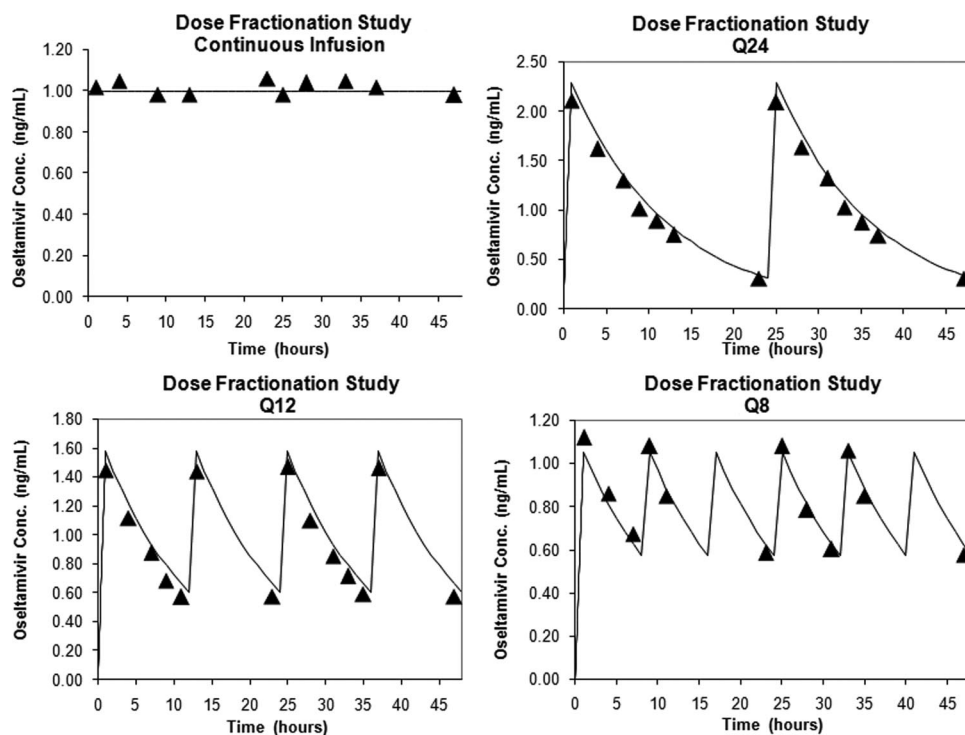 Dose Fractionation Study
Continuous Infusion
1.20
1.00
0.80
0.60
0.40
0.20
0.00
Oseltamivir Conc. (ng/mL)
0 5 10 15 20 25 30 35 40 45
Time (hours)
Dose Fractionation Study
Q24
2.50
2.00
1.50
1.00
0.50
0.00
Oseltamivir Conc. (ng/mL)
0 5 10 15 20 25 30 35 40 45
Time (hours)
Dose Fractionation Study
Q12
1.80
1.60
1.40
1.20
1.00
0.80
0.60
0.40
0.20
0.00
Oseltamivir Conc. (ng/mL)
0 5 10 15 20 25 30 35 40 45
Time (hours)
Dose Fractionation Study
Q8
1.20
1.00
0.80
0.60
0.40
0.20
0.00
Oseltamivir Conc. (ng/mL)
0 5 10 15 20 25 30 35 40 45
Time (hours)